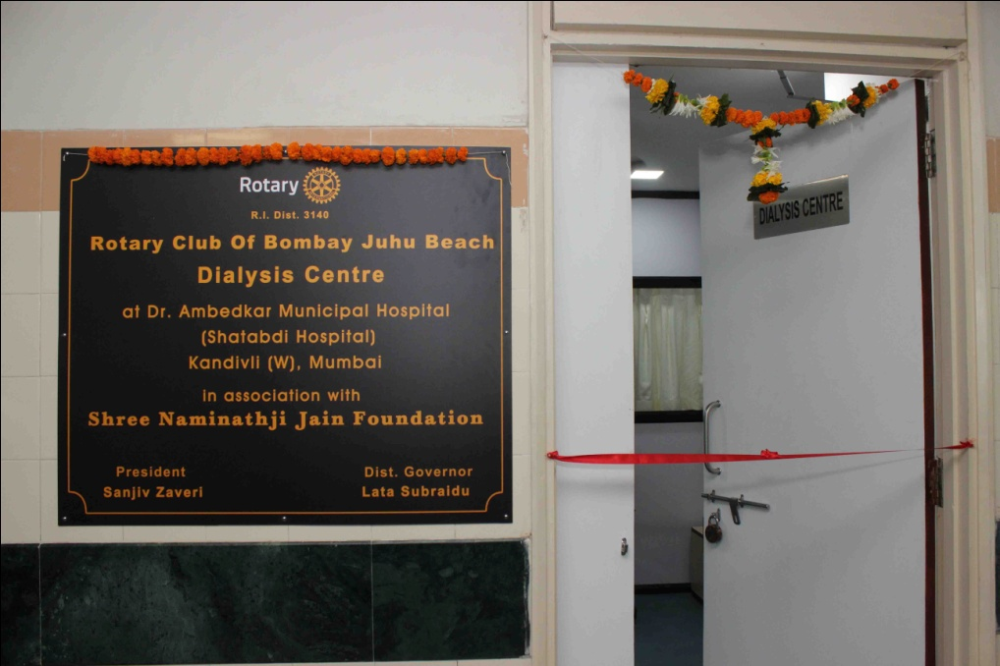 Rotary
R.I. Dist. 3140
Rotary Club Of Bombay Juhu Beach
Dialysis Centre
at Dr. Ambedkar Municipal Hospital
(Shatabdi Hospital)
Kandivli (W), Mumbai
in association with
Shree Naminathji Jain Foundation
President
Sanjiv Zaveri
Dist. Governor
Lata Subraidu
DIALYSIS CENTRE